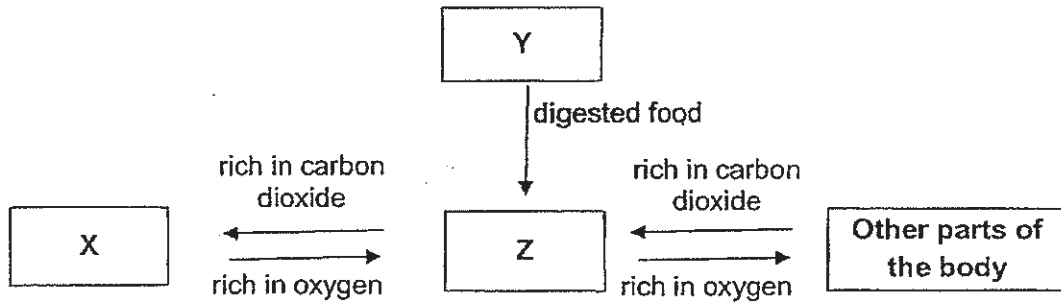 Y
digested food
rich in carbon
dioxide
rich in carbon
dioxide
X
Z
Other parts of
the body
rich in oxygen
rich in oxygen